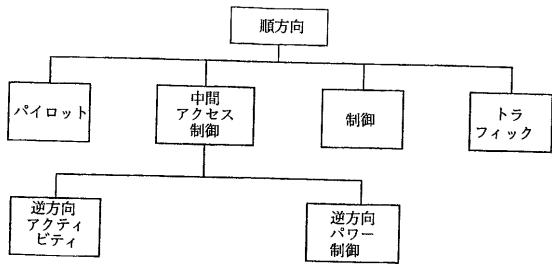 順方向
パイロット
中間
アクセス
制御
制御
トラ
フィック
逆方向
アクティ
ビティ
逆方向
パワー
制御